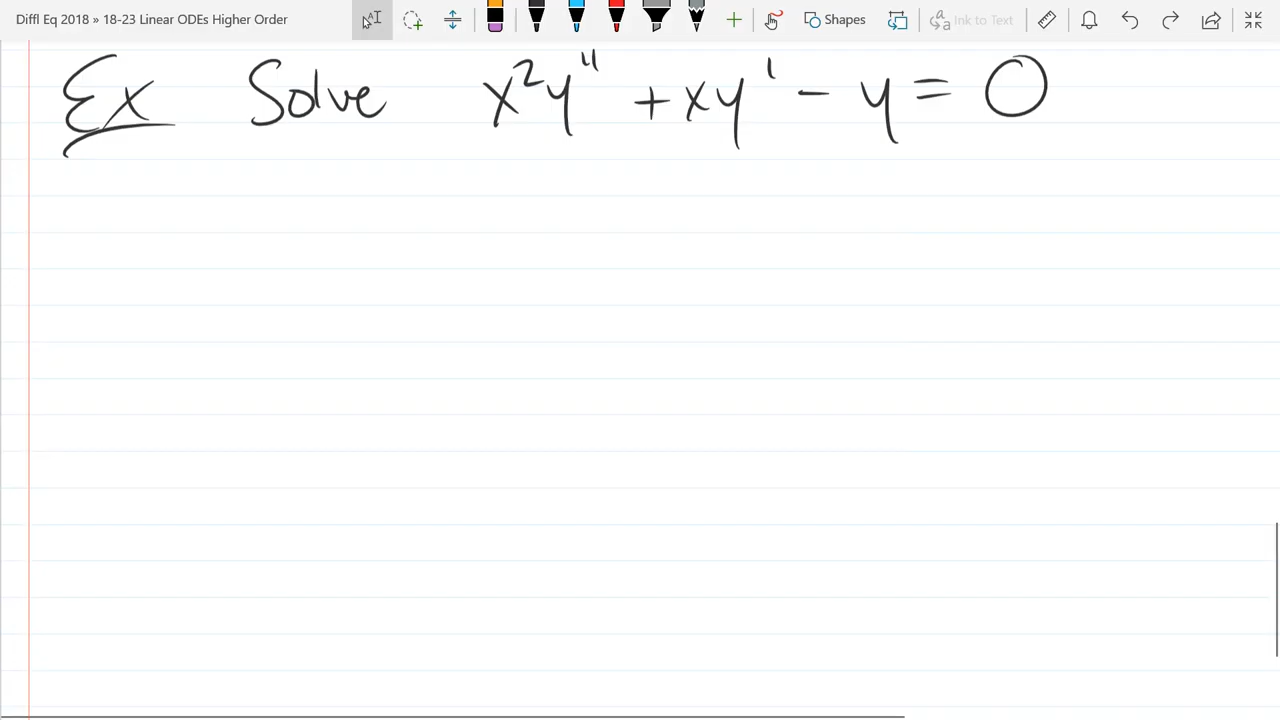 Diffl Eq 2018 » 18-23 Linear ODEs Higher Order
Shapes
Ink to Text
Ex Solve x²y'' + xy' - y = 0